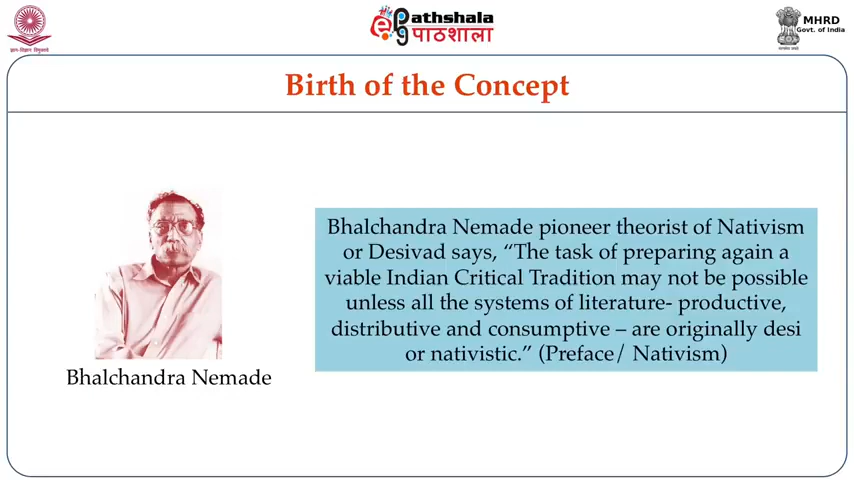 Pathshala
पाठशाला
MHRD
Govt. of India
Birth of the Concept
Bhalchandra Nemade pioneer theorist of Nativism
or Desivad says, “The task of preparing again a
viable Indian Critical Tradition may not be possible
unless all the systems of literature- productive,
distributive and consumptive – are originally desi
or nativistic.” (Preface/ Nativism)
Bhalchandra Nemade